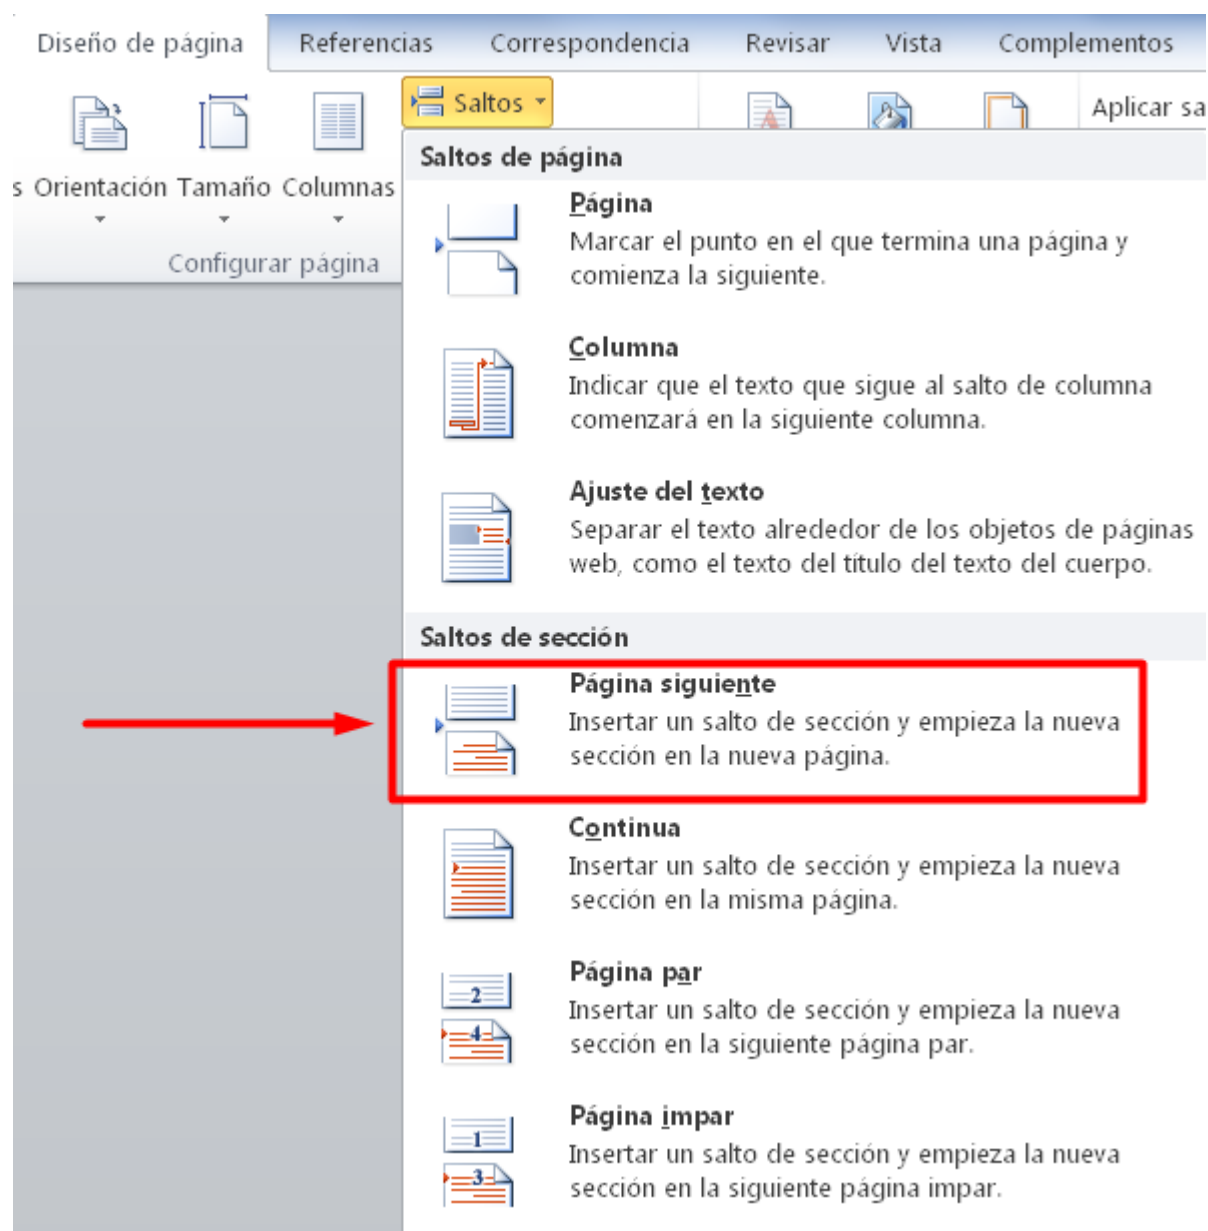 Diseño de página Referencias Correspondencia Revisar Vista Complementos
Saltos
Aplicar sa
s Orientación Tamaño Columnas
Configurar página
Saltos de página
Página
Marcar el punto en el que termina una página y
comienza la siguiente.
Columna
Indicar que el texto que sigue al salto de columna
comenzará en la siguiente columna.
Ajuste del texto
Separar el texto alrededor de los objetos de páginas
web, como el texto del título del texto del cuerpo.
Saltos de sección
Página siguiente
Insertar un salto de sección y empieza la nueva
sección en la nueva página.
Continua
Insertar un salto de sección y empieza la nueva
sección en la misma página.
Página par
2
Insertar un salto de sección y empieza la nueva
4
sección en la siguiente página par.
Página impar
1
Insertar un salto de sección y empieza la nueva
3
sección en la siguiente página impar.